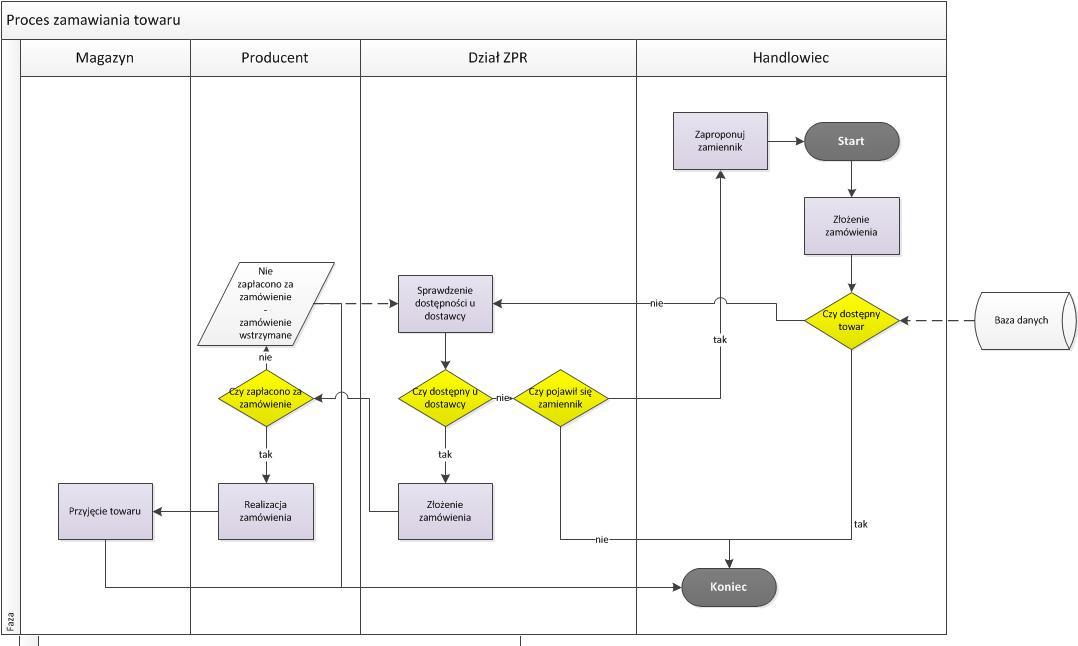 Proces zamawiania towaru
Magazyn
Producent
Dział ZPR
Handlowiec
Zaproponuj
zamiennik
Start
Złożenie
zamówienia
Nie
zapłacono za
zamówienie
-
zamówienie
wstrzymane
Sprawdzenie
dostępności u
dostawcy
nie
Czy dostępny
towar
Baza danych
tak
nie
Czy zapłacono za
zamówienie
Czy dostępny u
dostawcy
nie
Czy pojawił się
zamiennik
tak
tak
Przyjęcie towaru
Realizacja
zamówienia
Złożenie
zamówienia
tak
nie
Koniec
Faza